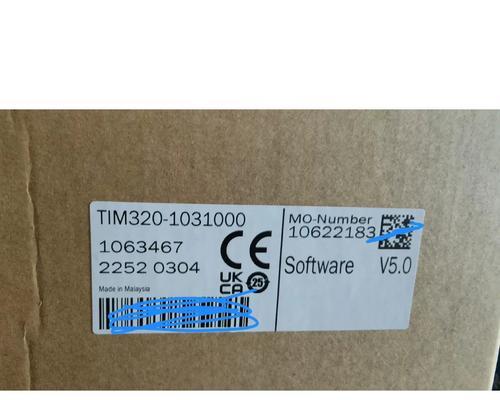 TIM320-1031000
1063467
2252 0304
CE
UK
CA
25
Made in Malaysia
MO-Number
10622183
Software V5.0